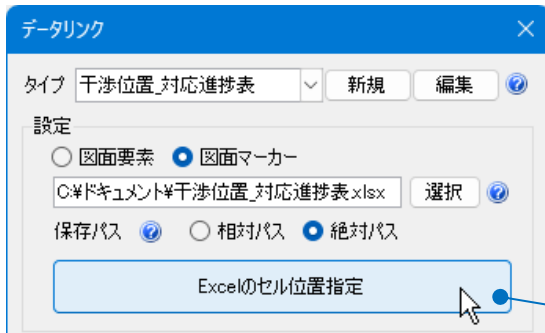 データリンク
タイプ 干渉位置_対応進捗表 新規 編集 ?
設定
図面要素 図面マーカー
C:¥ドキュメント¥干渉位置_対応進捗表.xlsx 選択 ?
保存パス ? 相対パス 絶対パス
Excelのセル位置指定